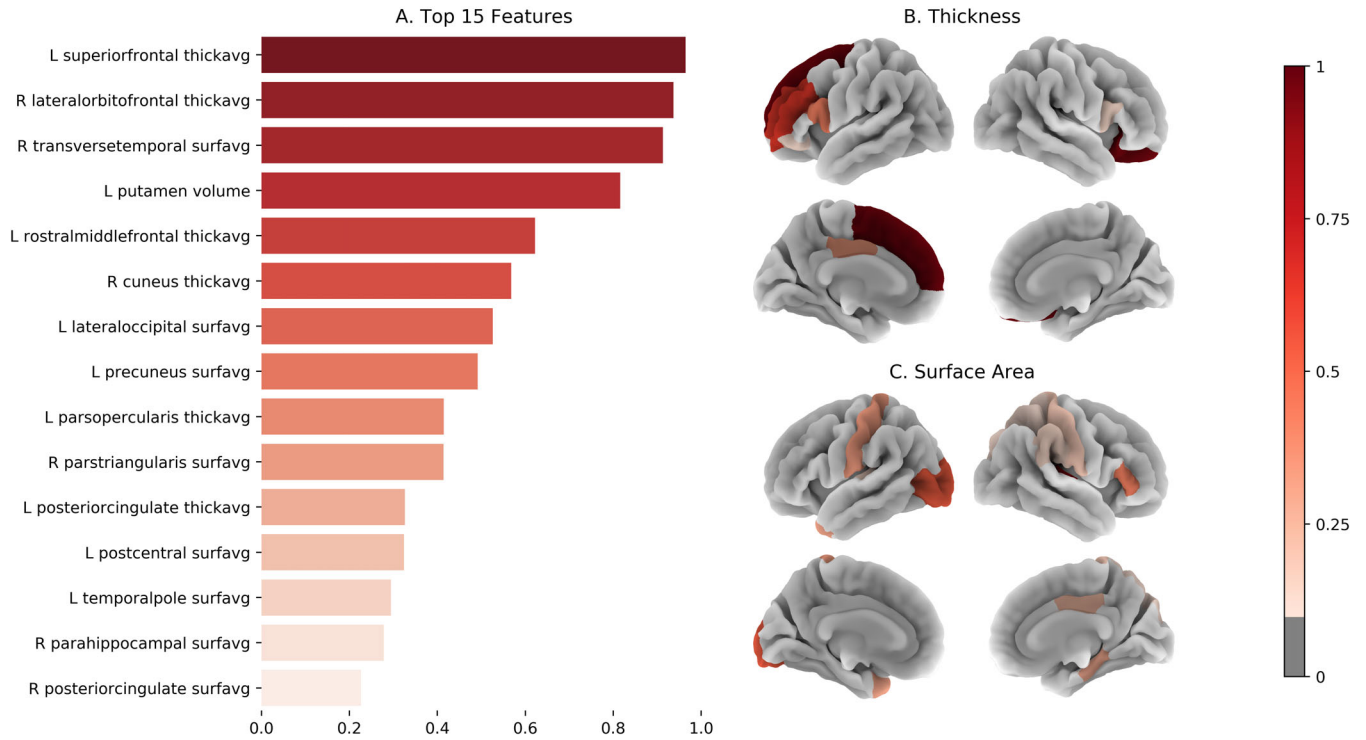 A. Top 15 Features
L superiorfrontal thickavg
R lateralorbitofrontal thickavg
R transversetemporal surfavg
L putamen volume
L rostralmiddlefrontal thickavg
R cuneus thickavg
L lateraloccipital surfavg
L precuneus surfavg
L parsopercularis thickavg
R parstriangularis surfavg
L posteriorcingulate thickavg
L postcentral surfavg
L temporalpole surfavg
R parahippocampal surfavg
R posteriorcingulate surfavg
0.0 0.2 0.4 0.6 0.8 1.0
B. Thickness
C. Surface Area
1
0.75
0.5
0.25
0